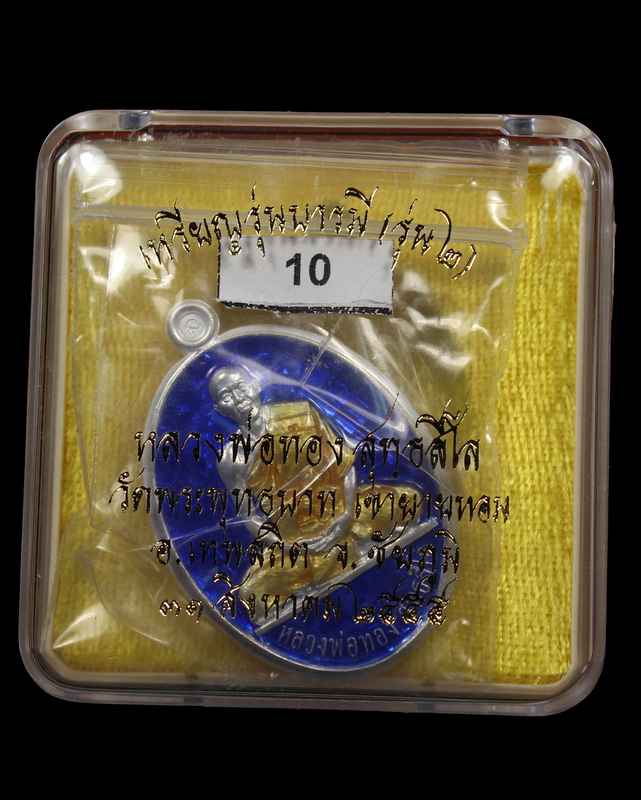 เหรียญรุ่นบารมี (รุ่น ๒)
10
หลวงพ่อทอง สุทธสีโล
วัดพระพุทธบาท เขายายหอม
อ.เทพสถิต จ.ชัยภูมิ
๓๑ สิงหาคม ๒๕๕๕
หลวงพ่อทอง